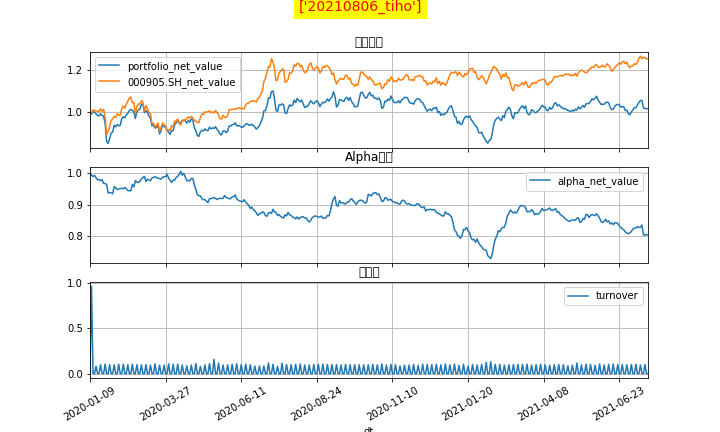 ['20210806_tiho']
portfolio_net_value
000905.SH_net_value
1.2
1.0
Alpha
alpha_net_value
1.0
0.9
0.8
turnover
1.0
0.5
0.0
2020-01-09
2020-03-27
2020-06-11
2020-08-24
2020-11-10
2021-01-20
2021-04-08
2021-06-23